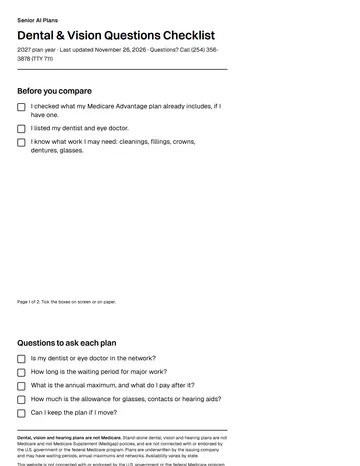 Senior AI Plans
Dental & Vision Questions Checklist
2027 plan year · Last updated November 26, 2026 · Questions? Call (254) 356-
3878 (TTY 711)
Before you compare
I checked what my Medicare Advantage plan already includes, if I
have one.
I listed my dentist and eye doctor.
I know what work I may need: cleanings, fillings, crowns,
dentures, glasses.
Page 1 of 2. Tick the boxes on screen or on paper.
Questions to ask each plan
Is my dentist or eye doctor in the network?
How long is the waiting period for major work?
What is the annual maximum, and what do I pay after it?
How much is the allowance for glasses, contacts or hearing aids?
Can I keep the plan if I move?
Dental, vision and hearing plans are not Medicare. Stand-alone dental, vision and hearing plans are not
Medicare and not Medicare Supplement (Medigap) policies, and are not connected with or endorsed by
the U.S. government or the federal Medicare program. Plans are underwritten by the issuing company
and may have waiting periods, annual maximums and networks. Availability varies by state.
This website is not connected with or endorsed by the U.S. government or the federal Medicare program.